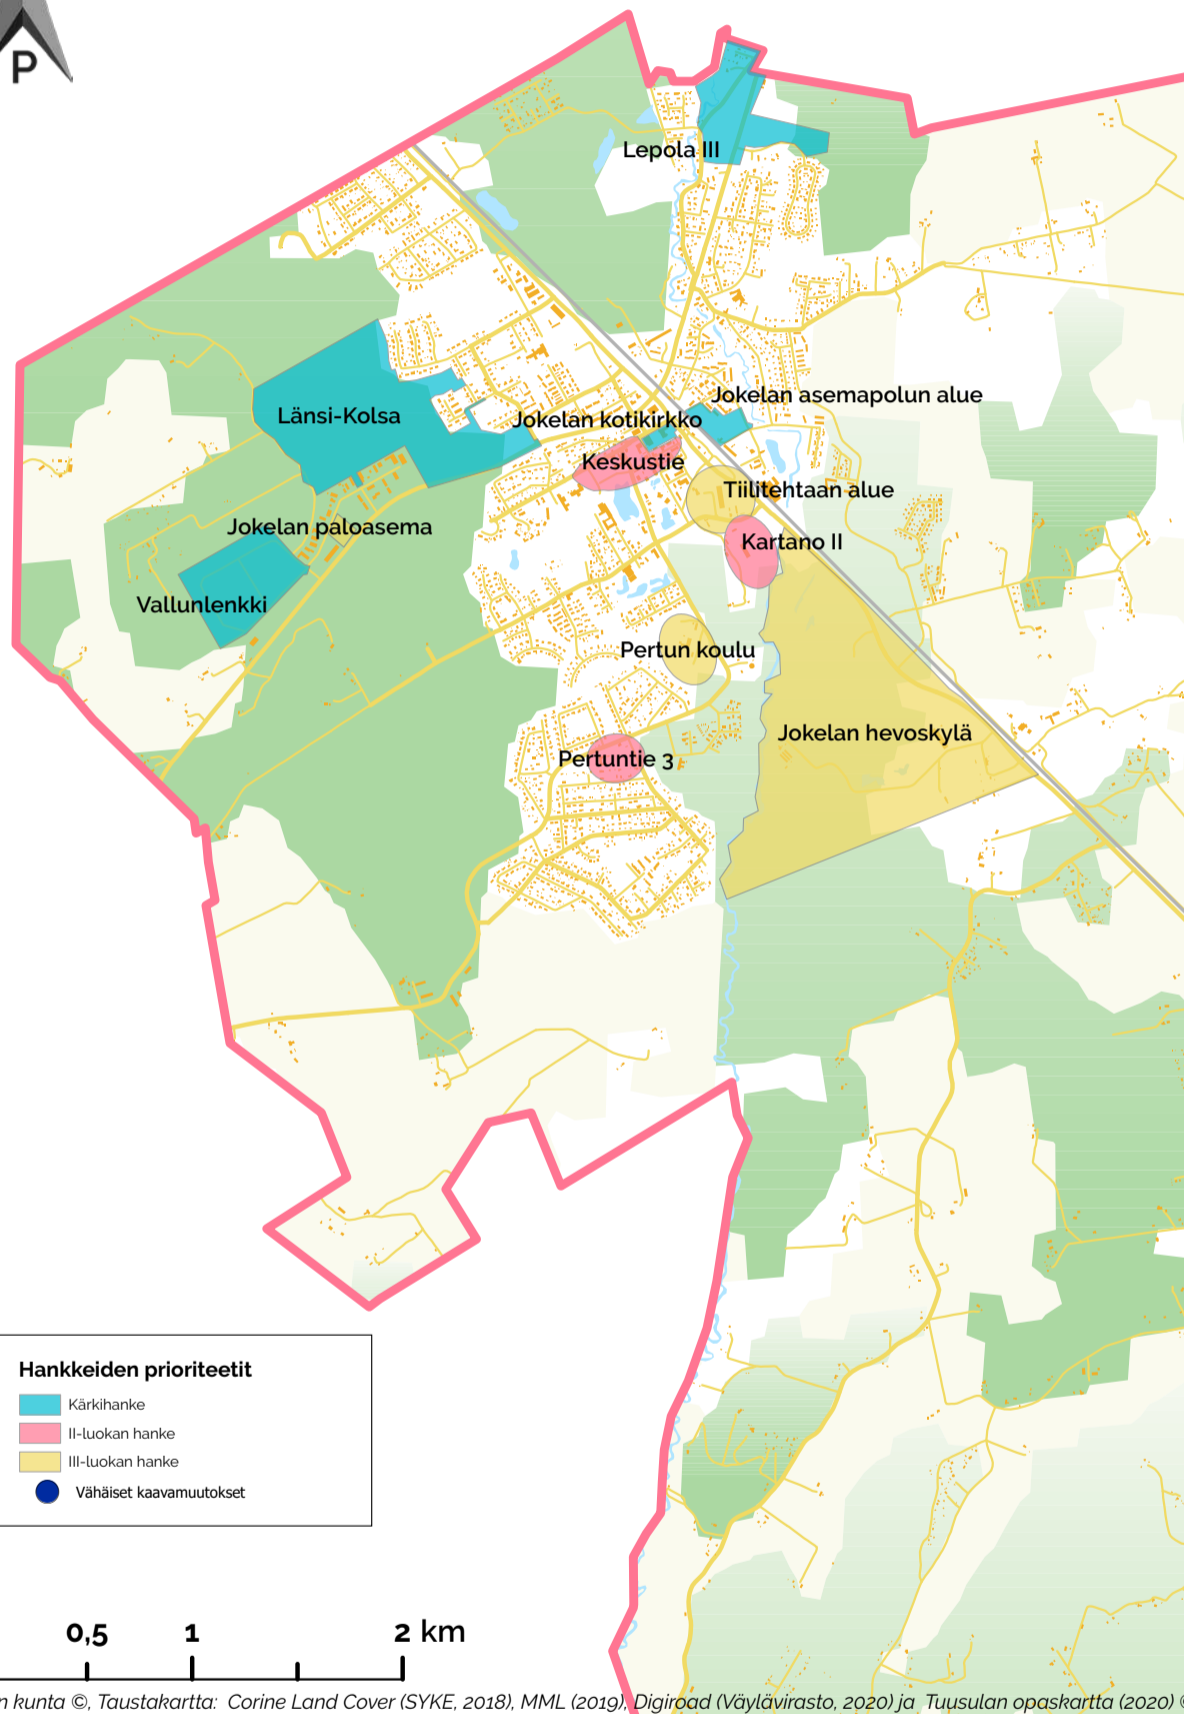 P
Lepola III
Jokelan asemapolun alue
Länsi-Kolsa
Jokelan kotikirkko
Keskustie
Tiilitehtaan alue
Jokelan paloasema
Kartano II
Vallunlenkki
Pertun koulu
Jokelan hevoskylä
Pertuntie 3
Hankkeiden prioriteetit
Kärkihanke
II-luokan hanke
III-luokan hanke
Vähäiset kaavamuutokset
0,5 1 2 km
n kunta ©, Taustakartta: Corine Land Cover (SYKE, 2018), MML (2019), Digiroad (Väylävirasto, 2020) ja Tuusulan opaskartta (2020) ©